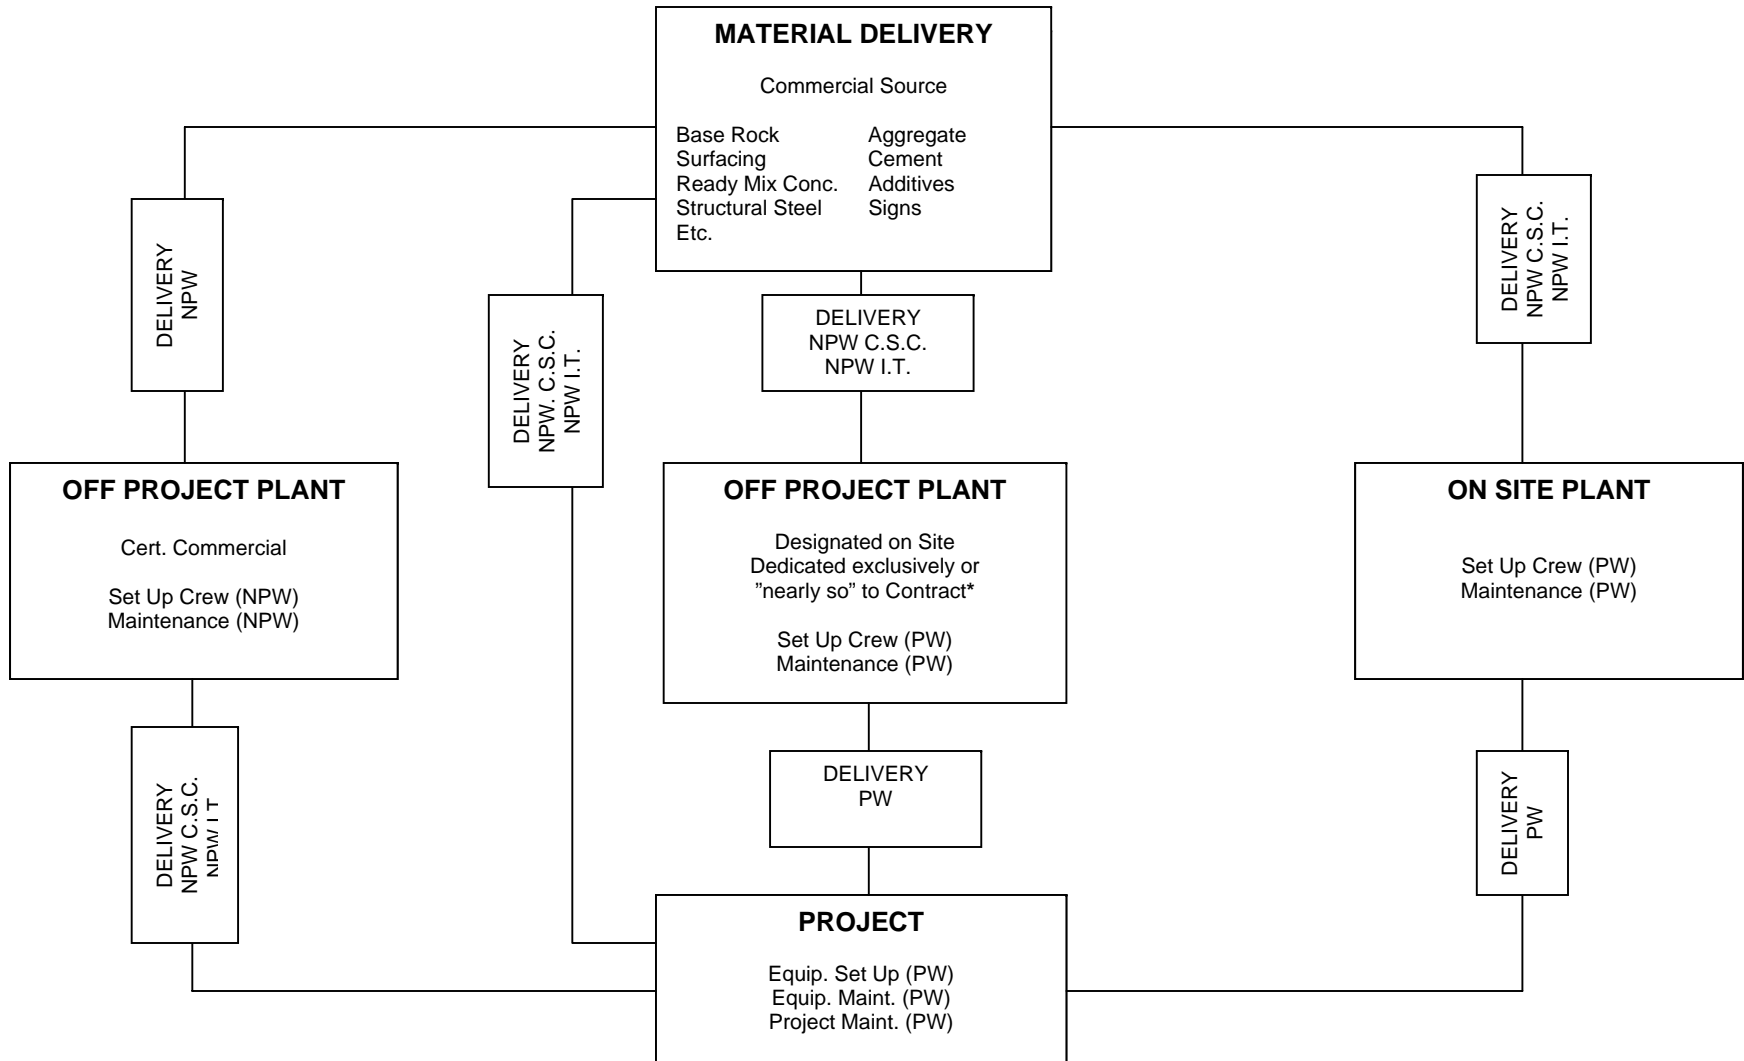 MATERIAL DELIVERY
Commercial Source
Base Rock Aggregate
Surfacing Cement
Ready Mix Conc. Additives
Structural Steel Signs
Etc.
DELIVERY
NPW
DELIVERY
NPW. C.S.C.
NPW I.T.
DELIVERY
NPW C.S.C.
NPW I.T.
DELIVERY
NPW C.S.C.
NPW I.T.
OFF PROJECT PLANT
Cert. Commercial
Set Up Crew (NPW)
Maintenance (NPW)
OFF PROJECT PLANT
Designated on Site
Dedicated exclusively or
”nearly so” to Contract*
Set Up Crew (PW)
Maintenance (PW)
ON SITE PLANT
Set Up Crew (PW)
Maintenance (PW)
DELIVERY
NPW C.S.C.
NPW I.T
DELIVERY
PW
DELIVERY
PW
PROJECT
Equip. Set Up (PW)
Equip. Maint. (PW)
Project Maint. (PW)